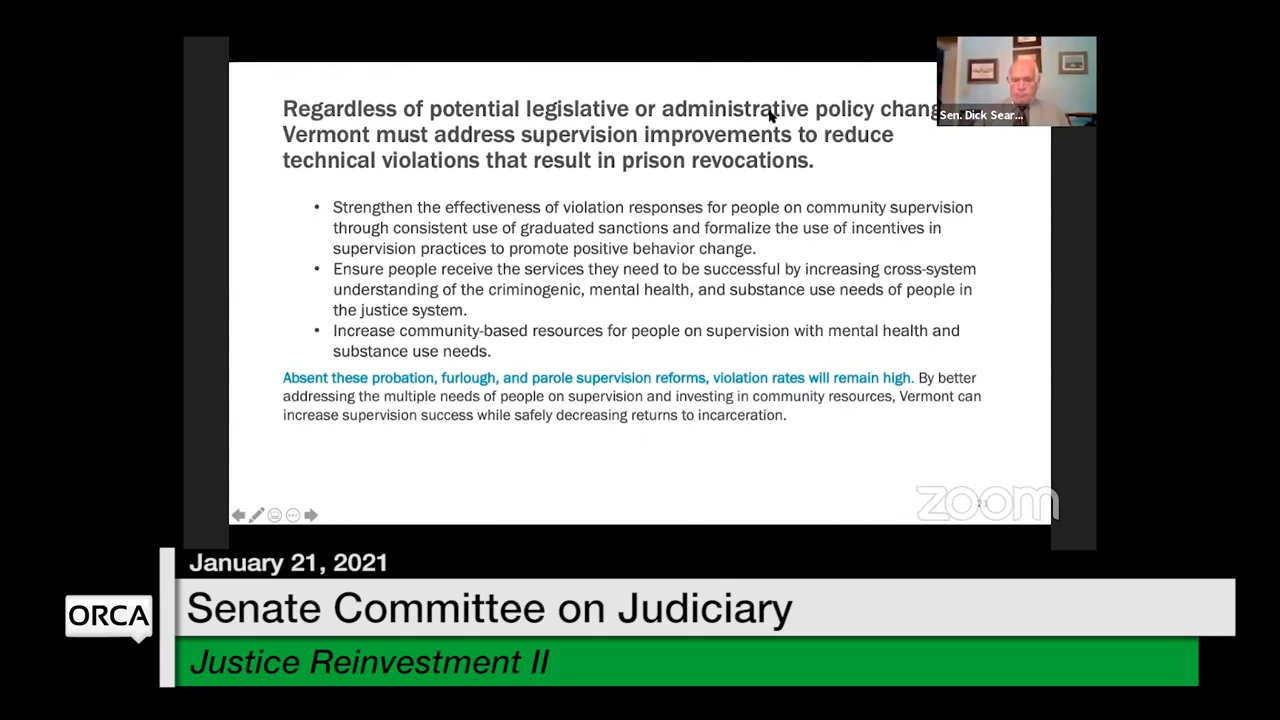 Regardless of potential legislative or administrative policy chang
Vermont must address supervision improvements to reduce
technical violations that result in prison revocations.
Sen. Dick Sear...
• Strengthen the effectiveness of violation responses for people on community supervision
through consistent use of graduated sanctions and formalize the use of incentives in
supervision practices to promote positive behavior change.
• Ensure people receive the services they need to be successful by increasing cross-system
understanding of the criminogenic, mental health, and substance use needs of people in
the justice system.
• Increase community-based resources for people on supervision with mental health and
substance use needs.
Absent these probation, furlough, and parole supervision reforms, violation rates will remain high. By better
addressing the multiple needs of people on supervision and investing in community resources, Vermont can
increase supervision success while safely decreasing returns to incarceration.
zoom
January 21, 2021
ORCA
Senate Committee on Judiciary
Justice Reinvestment II